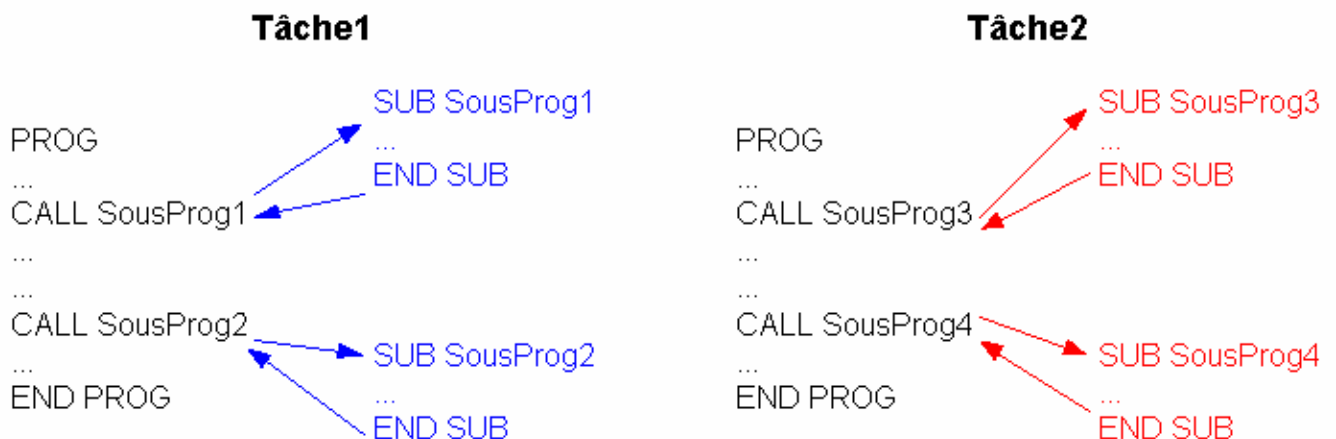 Tâche1
SUB SousProg1
PROG
...
...
END SUB
CALL SousProg1
...
...
CALL SousProg2
SUB SousProg2
...
...
END PROG
END SUB
Tâche2
SUB SousProg3
PROG
...
...
END SUB
CALL SousProg3
...
...
CALL SousProg4
SUB SousProg4
...
...
END PROG
END SUB